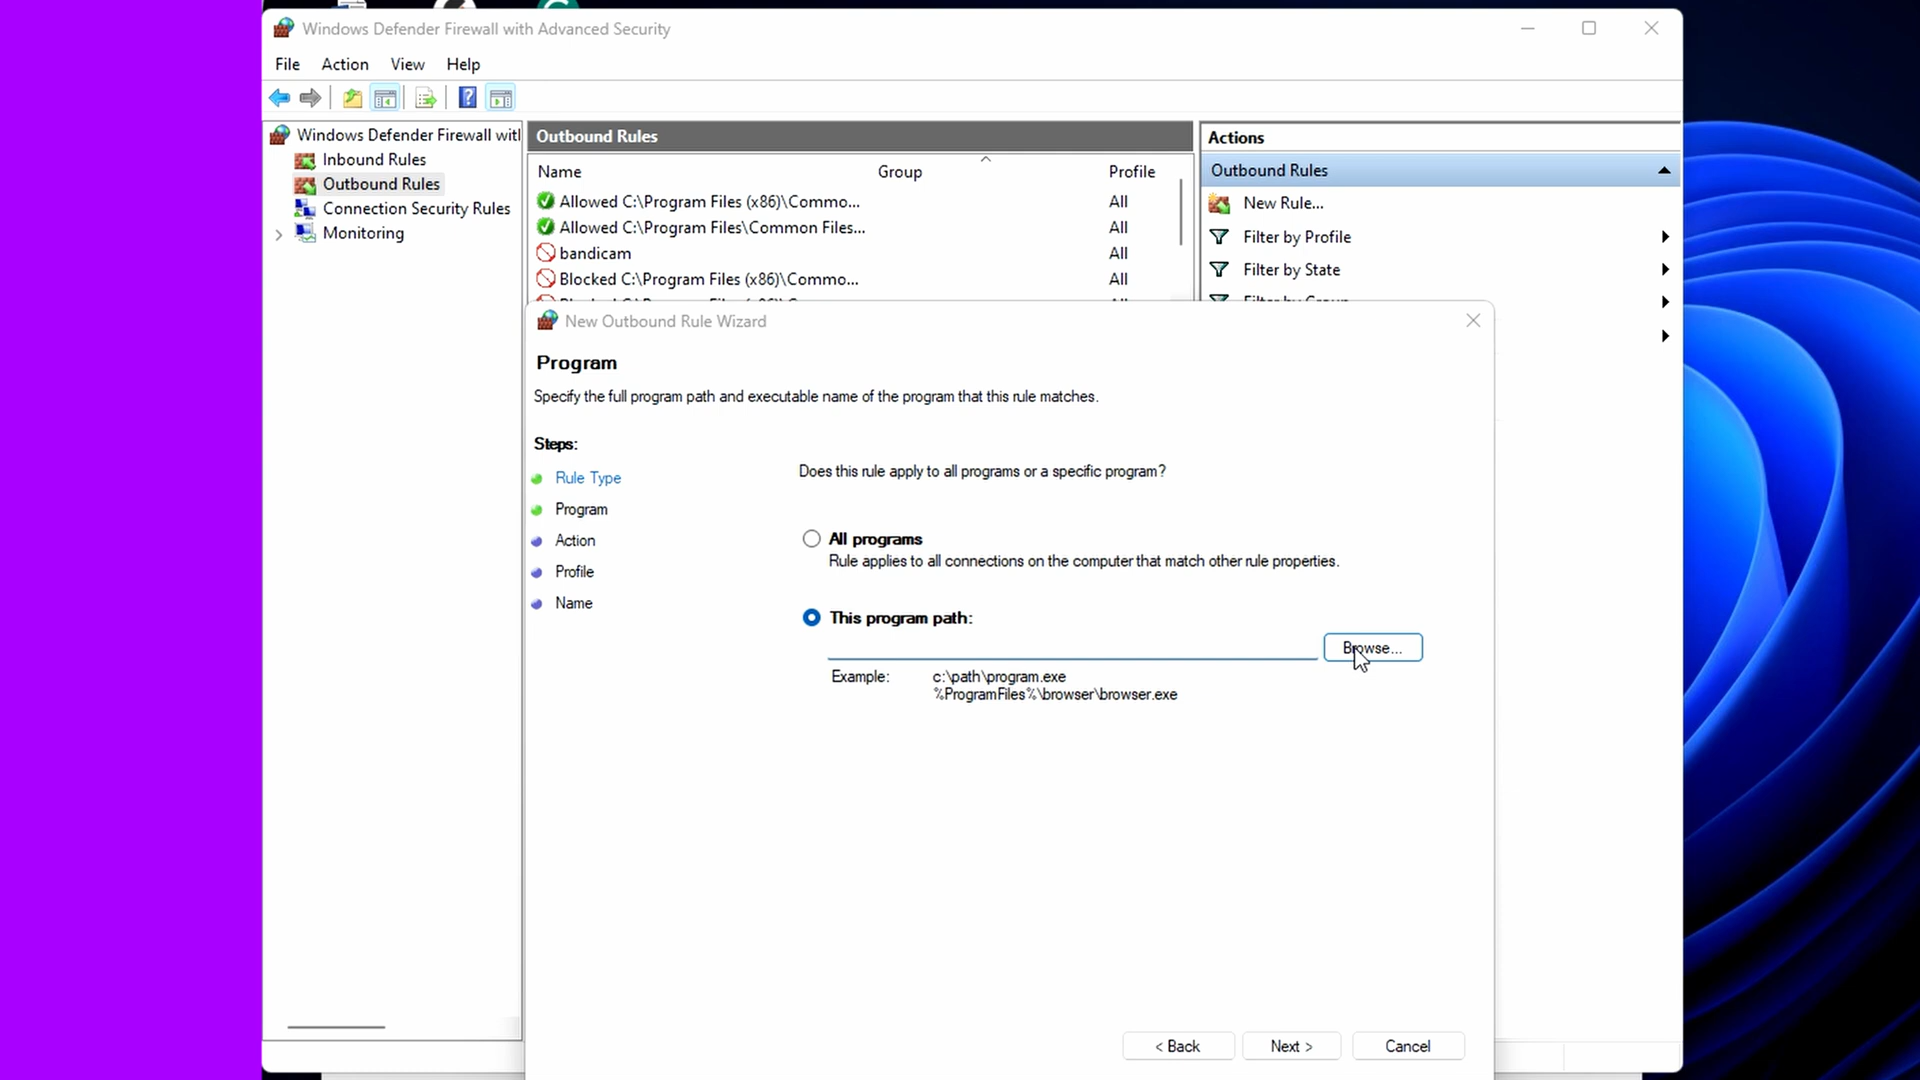 Windows Defender Firewall with Advanced Security
File Action View Help
Windows Defender Firewall witl
Inbound Rules
Outbound Rules
Connection Security Rules
Monitoring
Outbound Rules
Name Group Profile
Allowed C:\Program Files (x86)\Commo... All
Allowed C:\Program Files\Common Files... All
bandicam All
Blocked C:\Program Files (x86)\Commo... All
Actions
Outbound Rules
New Rule...
Filter by Profile
Filter by State
Filter by Group
New Outbound Rule Wizard
Program
Specify the full program path and executable name of the program that this rule matches.
Steps:
Rule Type
Program
Action
Profile
Name
Does this rule apply to all programs or a specific program?
All programs
Rule applies to all connections on the computer that match other rule properties.
This program path:
Browse...
Example: c:\path\program.exe
%ProgramFiles%\browser\browser.exe
< Back Next > Cancel